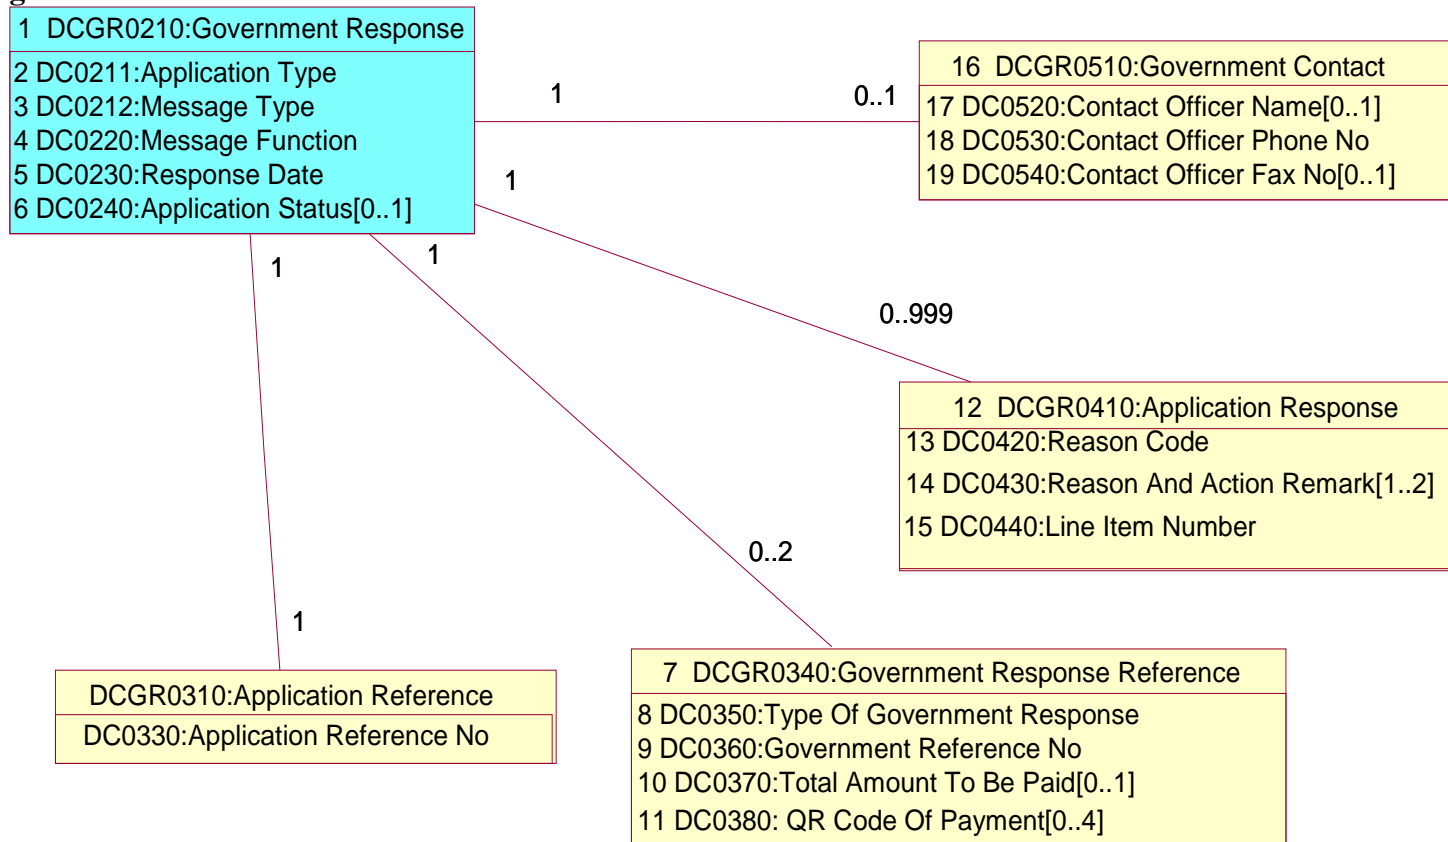 g
1 DCGR0210:Government Response
2 DC0211:Application Type
3 DC0212:Message Type
4 DC0220:Message Function
5 DC0230:Response Date
6 DC0240:Application Status[0..1]
1
0..1
16 DCGR0510:Government Contact
17 DC0520:Contact Officer Name[0..1]
18 DC0530:Contact Officer Phone No
19 DC0540:Contact Officer Fax No[0..1]
1
0..999
12 DCGR0410:Application Response
13 DC0420:Reason Code
14 DC0430:Reason And Action Remark[1..2]
15 DC0440:Line Item Number
1
0..2
7 DCGR0340:Government Response Reference
8 DC0350:Type Of Government Response
9 DC0360:Government Reference No
10 DC0370:Total Amount To Be Paid[0..1]
11 DC0380: QR Code Of Payment[0..4]
1
1
DCGR0310:Application Reference
DC0330:Application Reference No